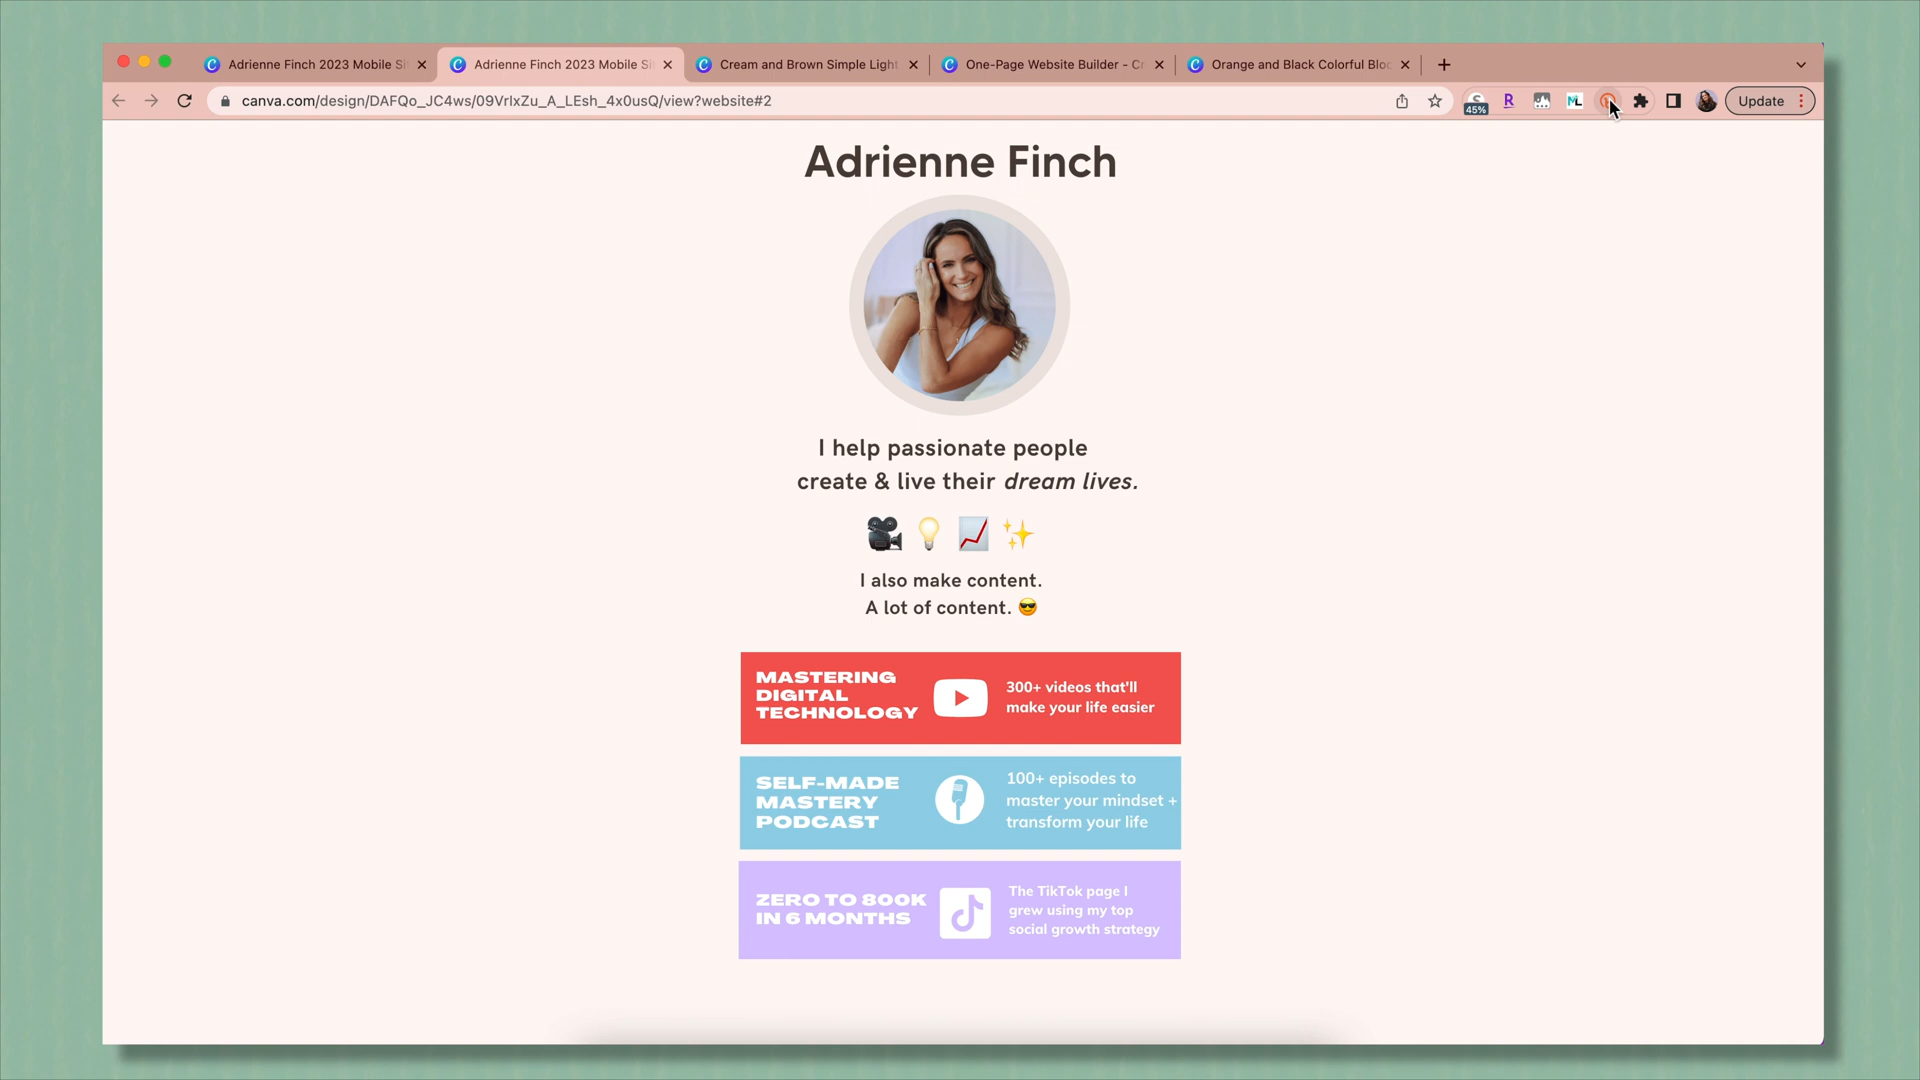 Adrienne Finch 2023 Mobile Si
Adrienne Finch 2023 Mobile Si
Cream and Brown Simple Light
One-Page Website Builder - Cr
Orange and Black Colorful Bloc
canva.com/design/DAFQo_JC4ws/09VrIxZu_A_LEsh_4x0usQ/view?website#2
45%
R
ML
Update
Adrienne Finch
I help passionate people
create & live their dream lives.
I also make content.
A lot of content. 😎
MASTERING
DIGITAL
TECHNOLOGY
300+ videos that'll
make your life easier
SELF-MADE
MASTERY
PODCAST
100+ episodes to
master your mindset +
transform your life
ZERO TO 800K
IN 6 MONTHS
The TikTok page I
grew using my top
social growth strategy